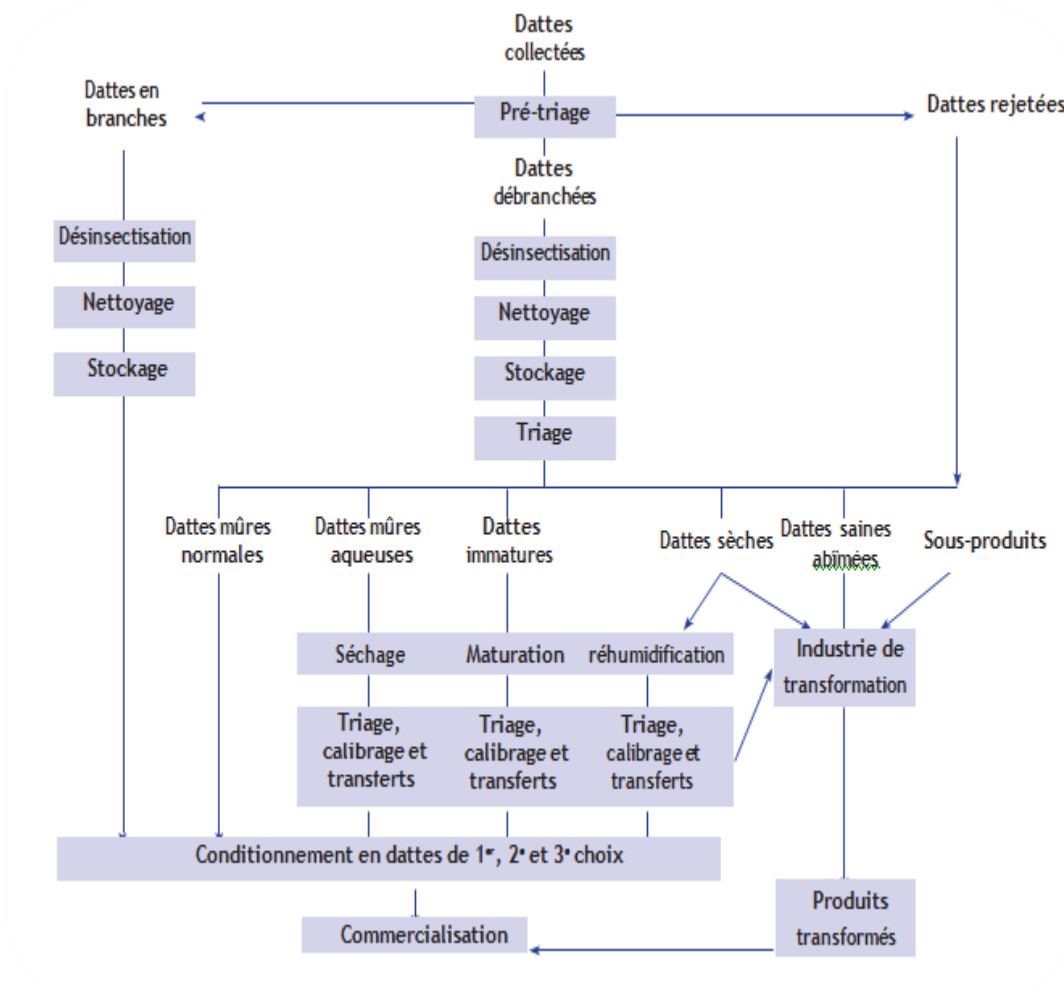 Dattes
collectées
Dattes en
branches
Pré-triage
Dattes rejetées
Dattes
débranchées
Désinsectisation
Nettoyage
Stockage
Désinsectisation
Nettoyage
Stockage
Triage
Dattes mûres
normales
Dattes mûres
aqueuses
Dattes
immatures
Dattes sèches
Dattes saines
abîmées
Sous-produits
Séchage
Maturation
réhumidification
Industrie de
transformation
Triage,
calibrage et
transferts
Triage,
calibrage et
transferts
Triage,
calibrage et
transferts
Conditionnement en dattes de 1er, 2e et 3e choix
Produits
transformés
Commercialisation